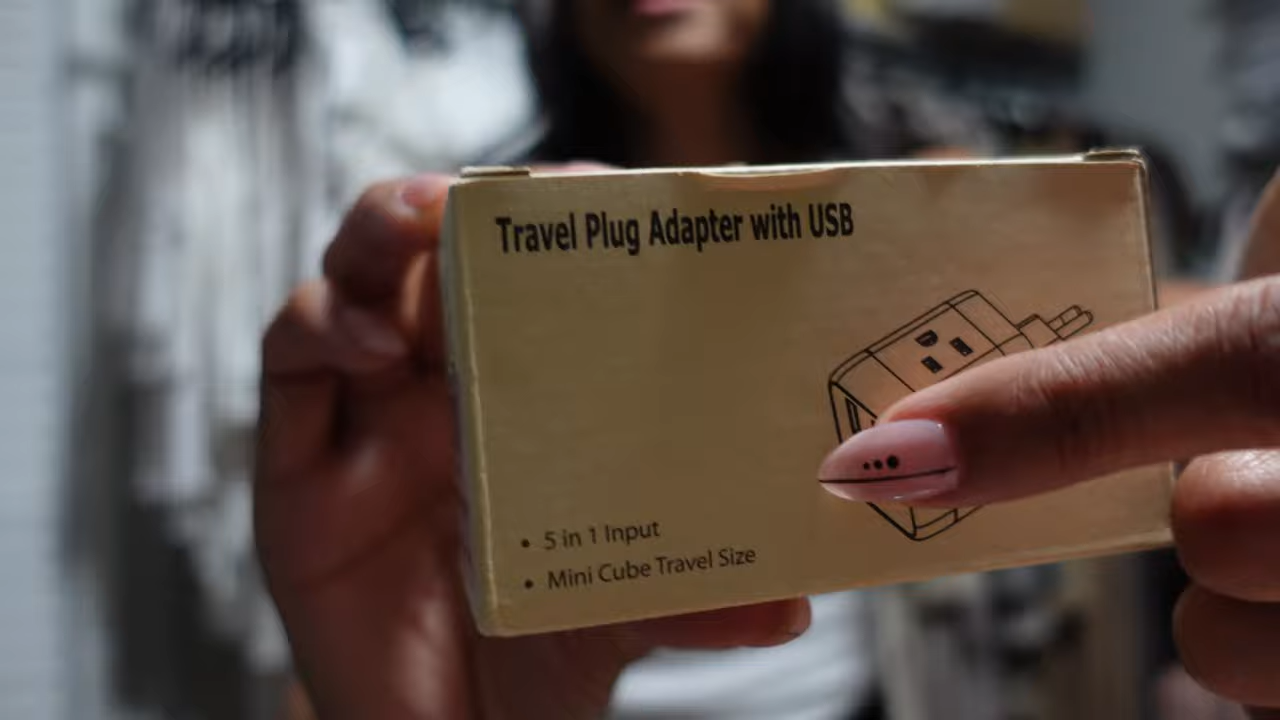 Travel Plug Adapter with USB
• 5 in 1 Input
• Mini Cube Travel Size